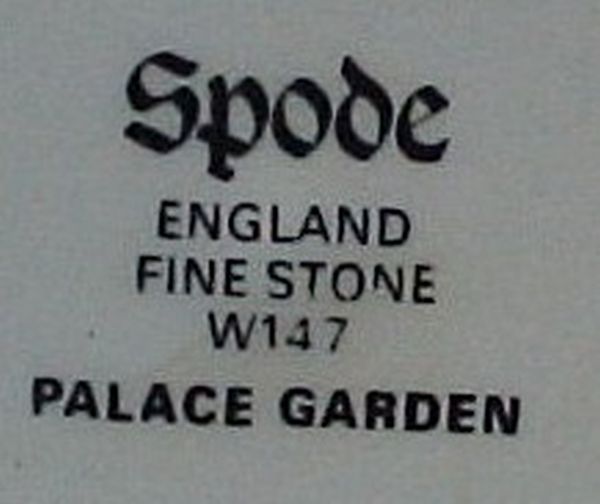 Spode
ENGLAND
FINE STONE
W147
PALACE GARDEN